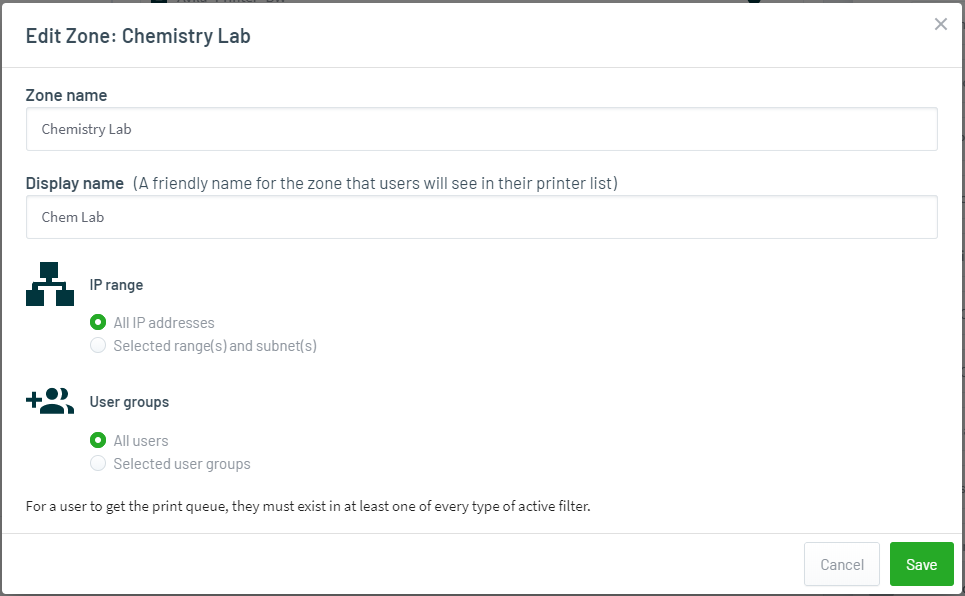 Edit Zone: Chemistry Lab
Zone name
Chemistry Lab
Display name (A friendly name for the zone that users will see in their printer list)
Chem Lab
IP range
All IP addresses
Selected range(s) and subnet(s)
User groups
All users
Selected user groups
For a user to get the print queue, they must exist in at least one of every type of active filter.
Cancel Save